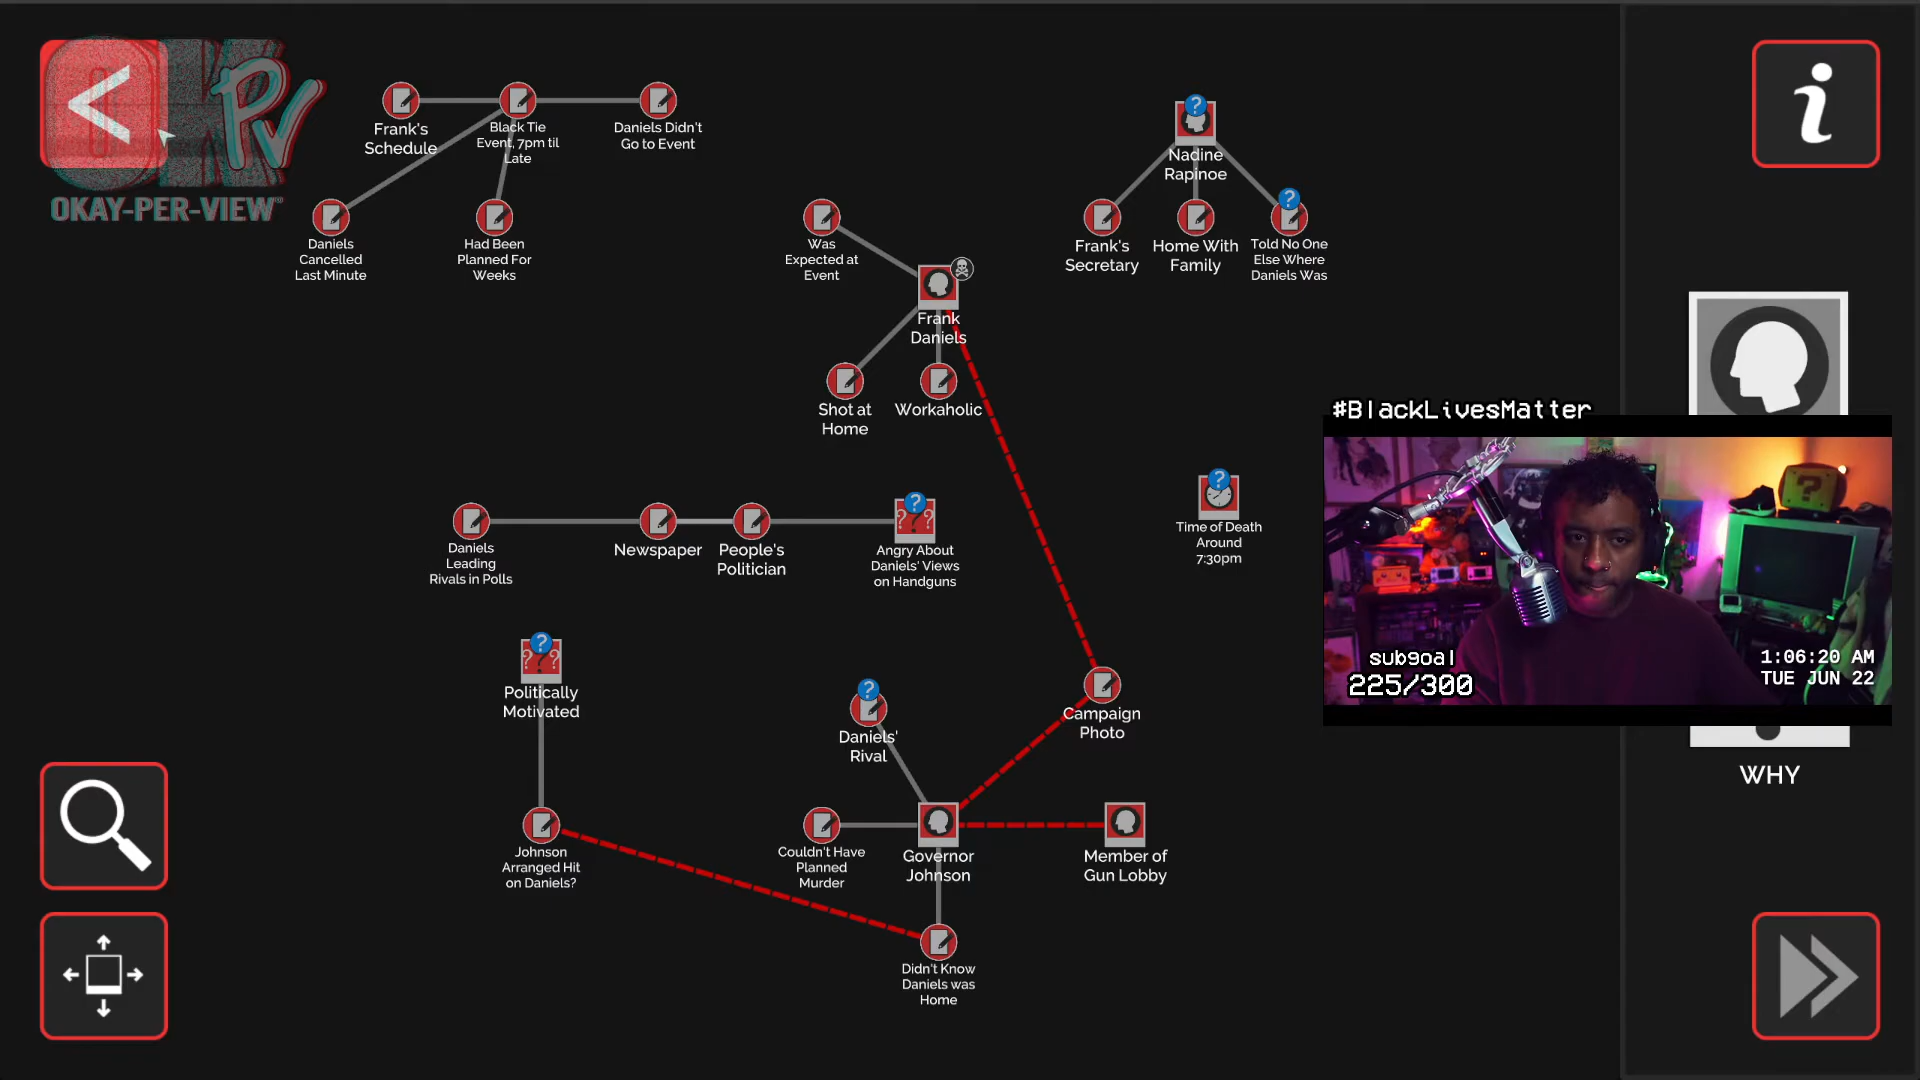 OK PV
OKAY-PER-VIEW
Frank's
Schedule
Black Tie
Event, 7pm til
Late
Daniels Didn't
Go to Event
Daniels
Cancelled
Last Minute
Had Been
Planned For
Weeks
Was
Expected at
Event
Frank
Daniels
Shot at
Home
Workaholic
?
Nadine
Rapinoe
Frank's
Secretary
Home With
Family
?
Told No One
Else Where
Daniels Was
i
Daniels
Leading
Rivals in Polls
Newspaper
People's
Politician
?
???
Angry About
Daniels' Views
on Handguns
?
Time of Death
Around
7:30pm
#BlackLivesMatter
?
subgoal
225/300
1:06:20 AM
TUE JUN 22
WHY
?
???
Politically
Motivated
?
Daniels'
Rival
Campaign
Photo
Johnson
Arranged Hit
on Daniels?
Couldn't Have
Planned
Murder
Governor
Johnson
Member of
Gun Lobby
Didn't Know
Daniels was
Home